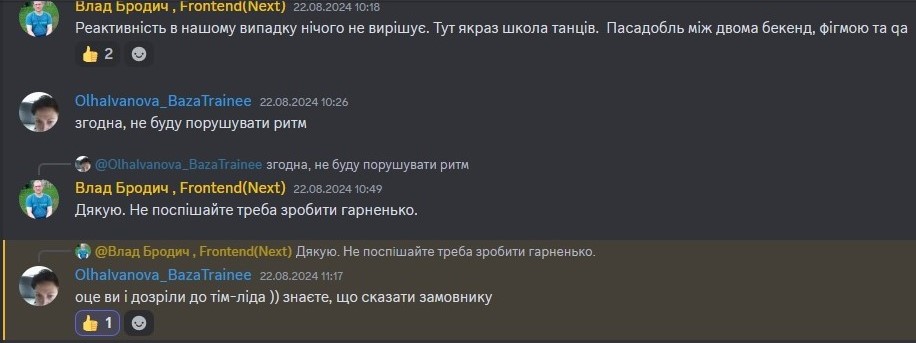 Влад Бродич , Frontend(Next) 22.08.2024 10:18
Реактивність в нашому випадку нічого не вирішує. Тут якраз школа танців. Пасадобль між двома бекенд, фігмою та qa
👍 2
OlhaIvanova_BazaTrainee 22.08.2024 10:26
згодна, не буду порушувати ритм
@OlhaIvanova_BazaTrainee згодна, не буду порушувати ритм
Влад Бродич , Frontend(Next) 22.08.2024 10:49
Дякую. Не поспішайте треба зробити гарненько.
@Влад Бродич , Frontend(Next) Дякую. Не поспішайте треба зробити гарненько.
OlhaIvanova_BazaTrainee 22.08.2024 11:17
оце ви і дозріли до тім-ліда )) знаєте, що сказати замовнику
👍 1